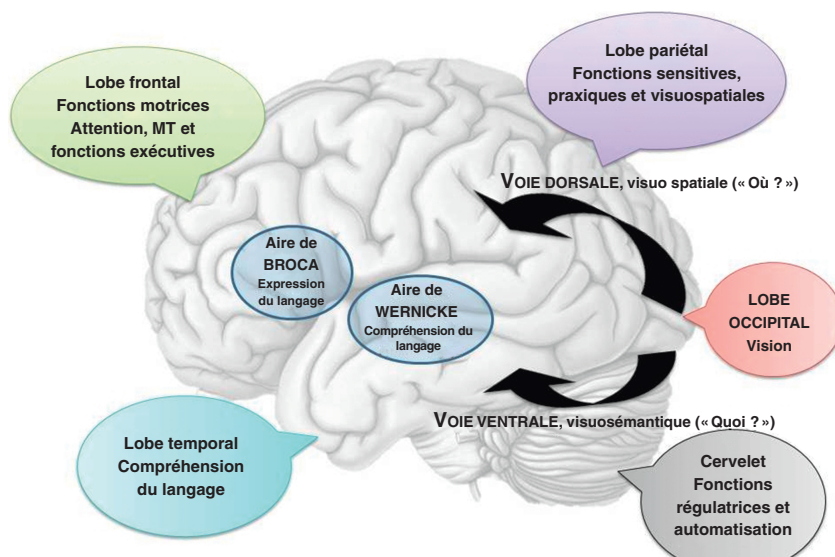 Lobe frontal
Fonctions motrices
Attention, MT et
fonctions exécutives
Lobe pariétal
Fonctions sensitives,
praxiques et visuospatiales
VOIE DORSALE, visuo spatiale (« Où ? »)
Aire de
BROCA
Expression
du langage
Aire de
WERNICKE
Compréhension du
langage
LOBE
OCCIPITAL
Vision
VOIE VENTRALE, visuosémantique (« Quoi ? »)
Lobe temporal
Compréhension
du langage
Cervelet
Fonctions
régulatrices et
automatisation